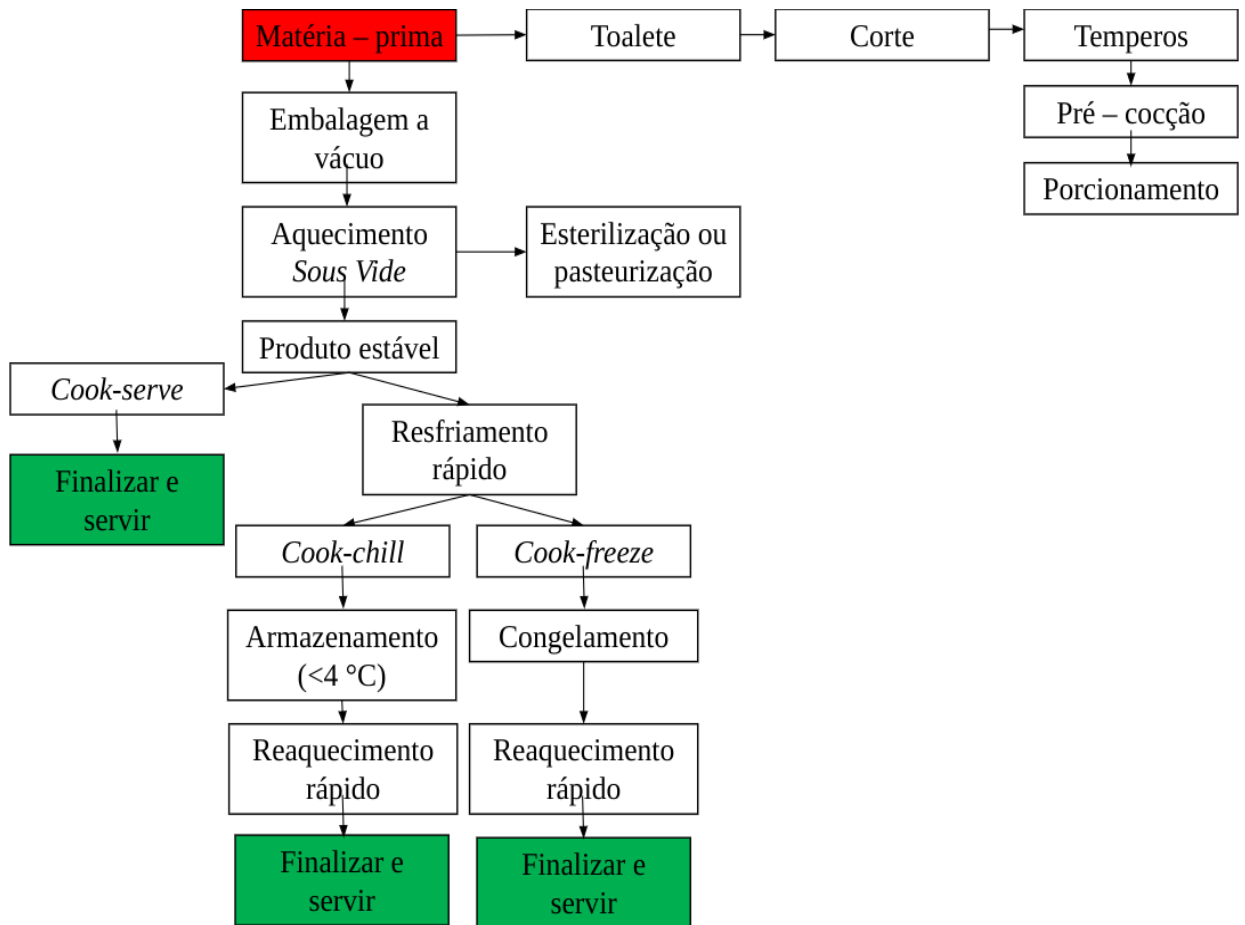 Matéria – prima
Toalete
Corte
Temperos
Embalagem a
vácuo
Pré – cocção
Porcionamento
Aquecimento
Sous Vide
Esterilização ou
pasteurização
Produto estável
Cook-serve
Resfriamento
rápido
Finalizar e
servir
Cook-chill
Cook-freeze
Armazenamento
(<4 °C)
Congelamento
Reaquecimento
rápido
Reaquecimento
rápido
Finalizar e
servir
Finalizar e
servir